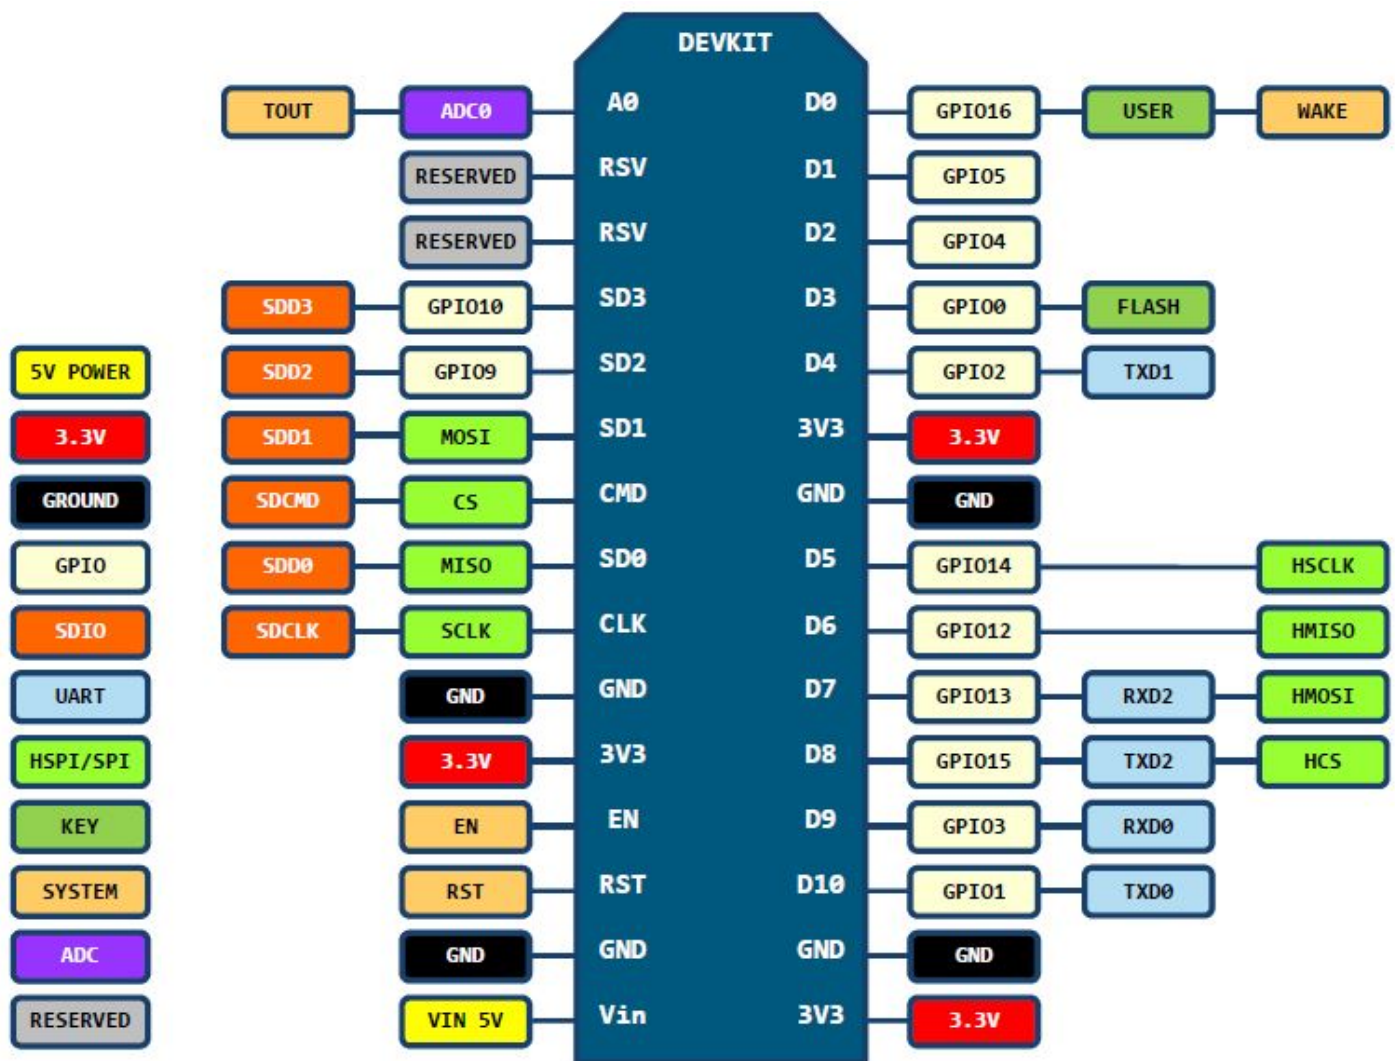 DEVKIT
TOUT ADC0 A0 D0 GPIO16 USER WAKE
RESERVED RSV D1 GPIO5
RESERVED RSV D2 GPIO4
SDD3 GPIO10 SD3 D3 GPIO0 FLASH
5V POWER SDD2 GPIO9 SD2 D4 GPIO2 TXD1
3.3V SDD1 MOSI SD1 3V3 3.3V
GROUND SDCMD CS CMD GND GND
GPIO SDD0 MISO SD0 D5 GPIO14 HSCLK
SDIO SDCLK SCLK CLK D6 GPIO12 HMISO
UART GND GND D7 GPIO13 RXD2 HMOSI
HSPI/SPI 3.3V 3V3 D8 GPIO15 TXD2 HCS
KEY EN EN D9 GPIO3 RXD0
SYSTEM RST RST D10 GPIO1 TXD0
ADC GND GND GND GND
RESERVED VIN 5V Vin 3V3 3.3V